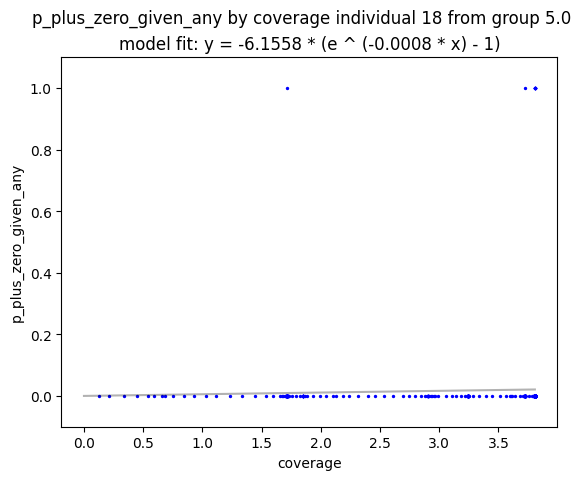 p_plus_zero_given_any by coverage individual 18 from group 5.0
model fit: y = -6.1558 * (e ^ (-0.0008 * x) - 1)
1.0
0.8
0.6
0.4
0.2
0.0
p_plus_zero_given_any
0.0 0.5 1.0 1.5 2.0 2.5 3.0 3.5
coverage